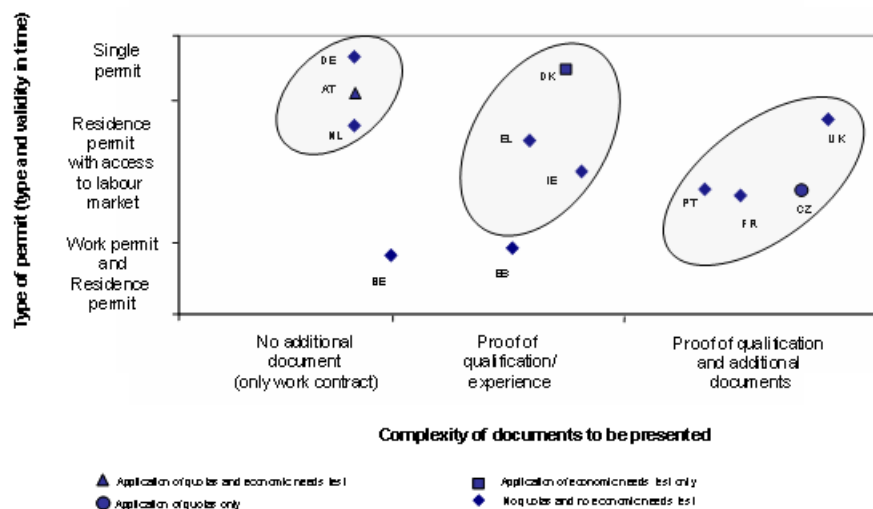 Type of permit (type and validity in time)
Single
permit
Residence
permit
with access
to labour
market
Work permit
and
Residence
permit
DE
AT
NL
DK
EL
IE
UK
PT
FR
CZ
BE
No additional
document
(only work contract)
Proof of
qualification/
experience
Proof of qualification
and additional
documents
Complexity of documents to be presented
Application of quotas and economic needs test
Application of economic needs test only
Application of quotas only
No quotas and no economic needs test